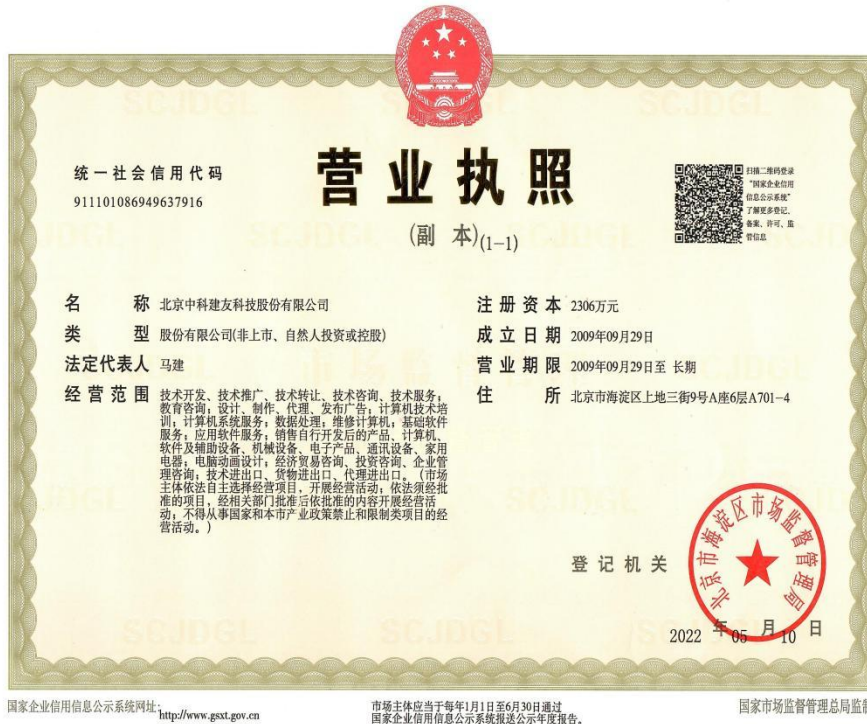 统一社会信用代码
911101086949637916
营业执照
(副 本)(1-1)
扫描二维码登录
“国家企业信用
信息公示系统”
了解更多登记、
备案、许可、监
管信息
名 称 北京中科建友科技股份有限公司
类 型 股份有限公司(非上市、自然人投资或控股)
法定代表人 马建
经营范围 技术开发、技术推广、技术转让、技术咨询、技术服务;
教育咨询;设计、制作、代理、发布广告;计算机技术培
训;计算机系统服务;数据处理;维修计算机;基础软件
服务;应用软件服务;销售自行开发后的产品、计算机、
软件及辅助设备、机械设备、电子产品、通讯设备、家用
电器;电脑动画设计;经济贸易咨询、投资咨询、企业管
理咨询;技术进出口、货物进出口、代理进出口。(市场
主体依法自主选择经营项目,开展经营活动;依法须经批
准的项目,经相关部门批准后依批准的内容开展经营活
动;不得从事国家和本市产业政策禁止和限制类项目的经
营活动。)
注册资本 2306万元
成立日期 2009年09月29日
营业期限 2009年09月29日至 长期
住 所 北京市海淀区上地三街9号A座6层A701-4
登记机关
北京市海淀区市场监督管理局
2022 年 05 月 10 日
国家企业信用信息公示系统网址:http://www.gsxt.gov.cn
市场主体应当于每年1月1日至6月30日通过
国家企业信用信息公示系统报送公示年度报告。
国家市场监督管理总局监
SCJDGL
SCJDGL
SCJDGL
SCJDGL
SCJDGL
SCJDGL